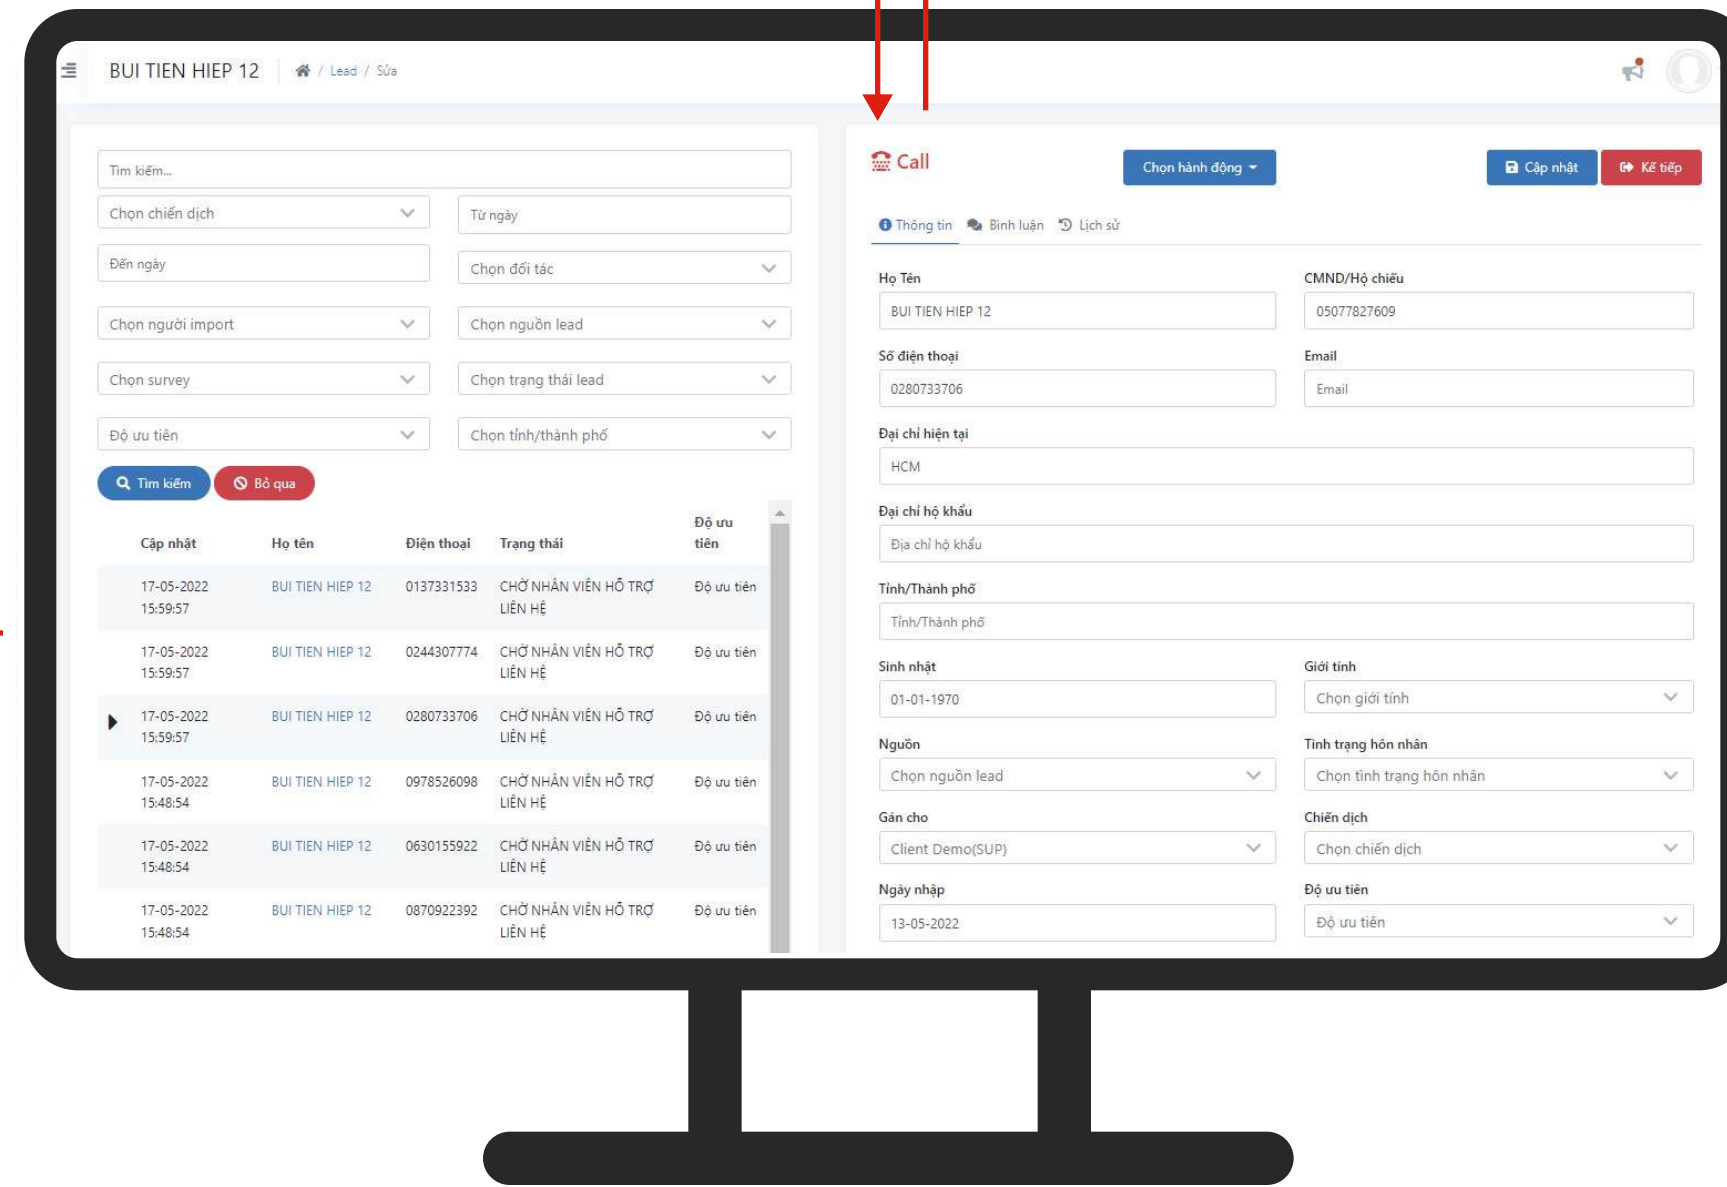 BUI TIEN HIEP 12 / Lead / Sửa
Tìm kiếm...
Chọn chiến dịch
Từ ngày
Đến ngày
Chọn đối tác
Chọn người import
Chọn nguồn lead
Chọn survey
Chọn trạng thái lead
Độ ưu tiên
Chọn tỉnh/thành phố
Tìm kiếm
Bỏ qua
Cập nhật Họ tên Điện thoại Trạng thái Độ ưu tiên
17-05-2022 15:59:57 BUI TIEN HIEP 12 0137331533 CHỜ NHÂN VIÊN HỖ TRỢ LIÊN HỆ Độ ưu tiên
17-05-2022 15:59:57 BUI TIEN HIEP 12 0244307774 CHỜ NHÂN VIÊN HỖ TRỢ LIÊN HỆ Độ ưu tiên
17-05-2022 15:59:57 BUI TIEN HIEP 12 0280733706 CHỜ NHÂN VIÊN HỖ TRỢ LIÊN HỆ Độ ưu tiên
17-05-2022 15:48:54 BUI TIEN HIEP 12 0978526098 CHỜ NHÂN VIÊN HỖ TRỢ LIÊN HỆ Độ ưu tiên
17-05-2022 15:48:54 BUI TIEN HIEP 12 0630155922 CHỜ NHÂN VIÊN HỖ TRỢ LIÊN HỆ Độ ưu tiên
17-05-2022 15:48:54 BUI TIEN HIEP 12 0870922392 CHỜ NHÂN VIÊN HỖ TRỢ LIÊN HỆ Độ ưu tiên
Call
Chọn hành động
Cập nhật
Kế tiếp
Thông tin
Bình luận
Lịch sử
Họ Tên
BUI TIEN HIEP 12
CMND/Hộ chiếu
05077827609
Số điện thoại
0280733706
Email
Email
Đại chỉ hiện tại
HCM
Đại chỉ hộ khẩu
Địa chỉ hộ khẩu
Tỉnh/Thành phố
Tỉnh/Thành phố
Sinh nhật
01-01-1970
Giới tính
Chọn giới tính
Nguồn
Chọn nguồn lead
Tình trạng hôn nhân
Chọn tình trạng hôn nhân
Gán cho
Client Demo(SUP)
Chiến dịch
Chọn chiến dịch
Ngày nhập
13-05-2022
Độ ưu tiên
Độ ưu tiên